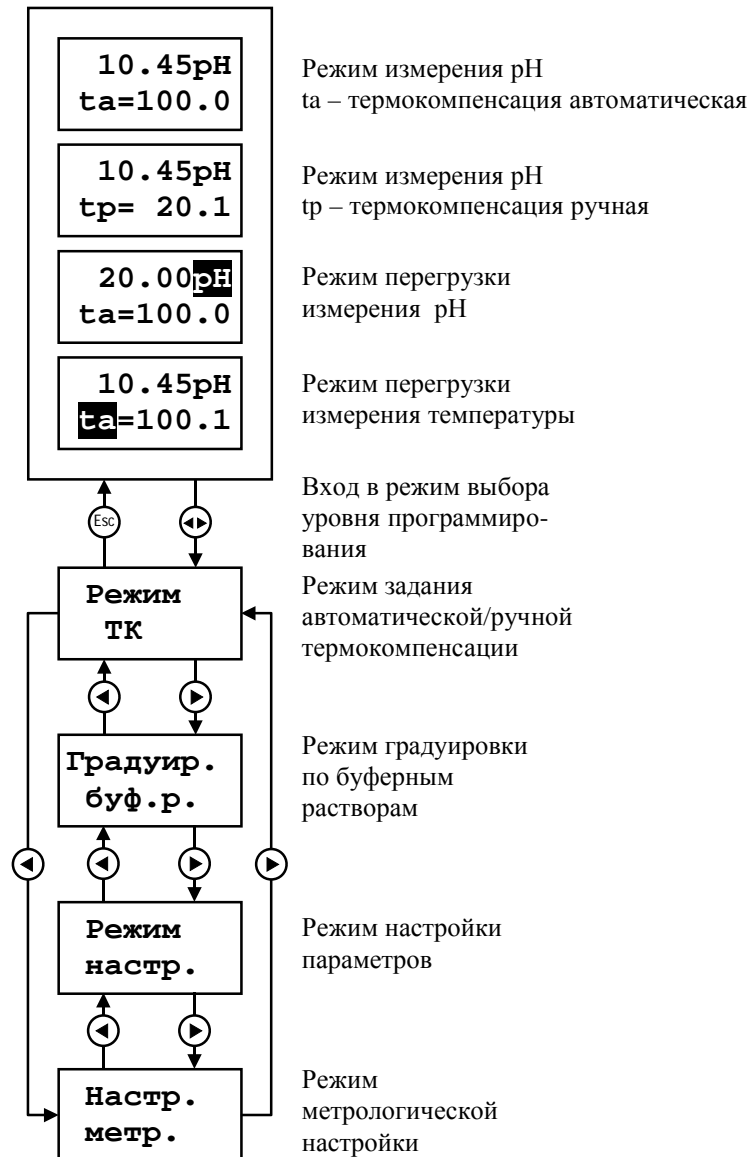 10.45pH
ta=100.0
Режим измерения pH
ta – термокомпенсация автоматическая
10.45pH
tp= 20.1
Режим измерения pH
tp – термокомпенсация ручная
20.00pH
ta=100.0
Режим перегрузки
измерения pH
10.45pH
ta=100.1
Режим перегрузки
измерения температуры
Esc
Вход в режим выбора
уровня программиро-
вания
Режим
ТК
Режим задания
автоматической/ручной
термокомпенсации
Градуир.
буф.р.
Режим градуировки
по буферным
растворам
Режим
настр.
Режим настройки
параметров
Настр.
метр.
Режим
метрологической
настройки